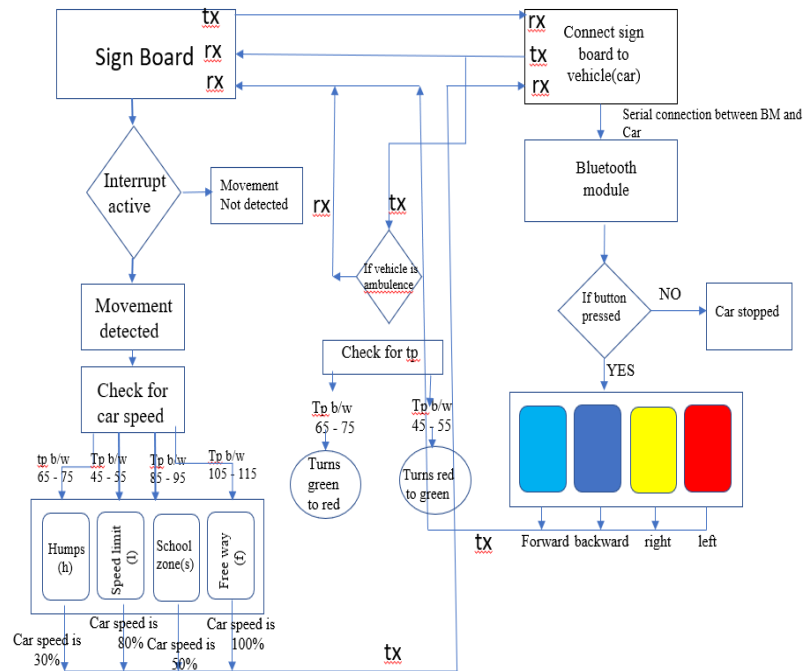 tx
rx
Sign Board
rx
rx
rx
tx
rx
Connect sign
board to
vehicle(car)
Serial connection between BM and
Car
Interrupt
active
Movement
Not detected
rx
tx
If vehicle is
ambulence
Bluetooth
module
If button
pressed
NO
Car stopped
YES
Movement
detected
Check for
car speed
Check for tp
Tp b/w
65 - 75
Tp b/w
45 - 55
Turns
green
to red
Turns red
to green
tp b/w
65 - 75
Tp b/w
45 - 55
Tp b/w
85 - 95
Tp b/w
105 - 115
Humps
(h)
Speed limit
(l)
School
zone(s)
Free way
(f)
tx
Forward
backward
right
left
Car speed is
30%
Car speed is
80%
Car speed is
50%
Car speed is
100%
tx